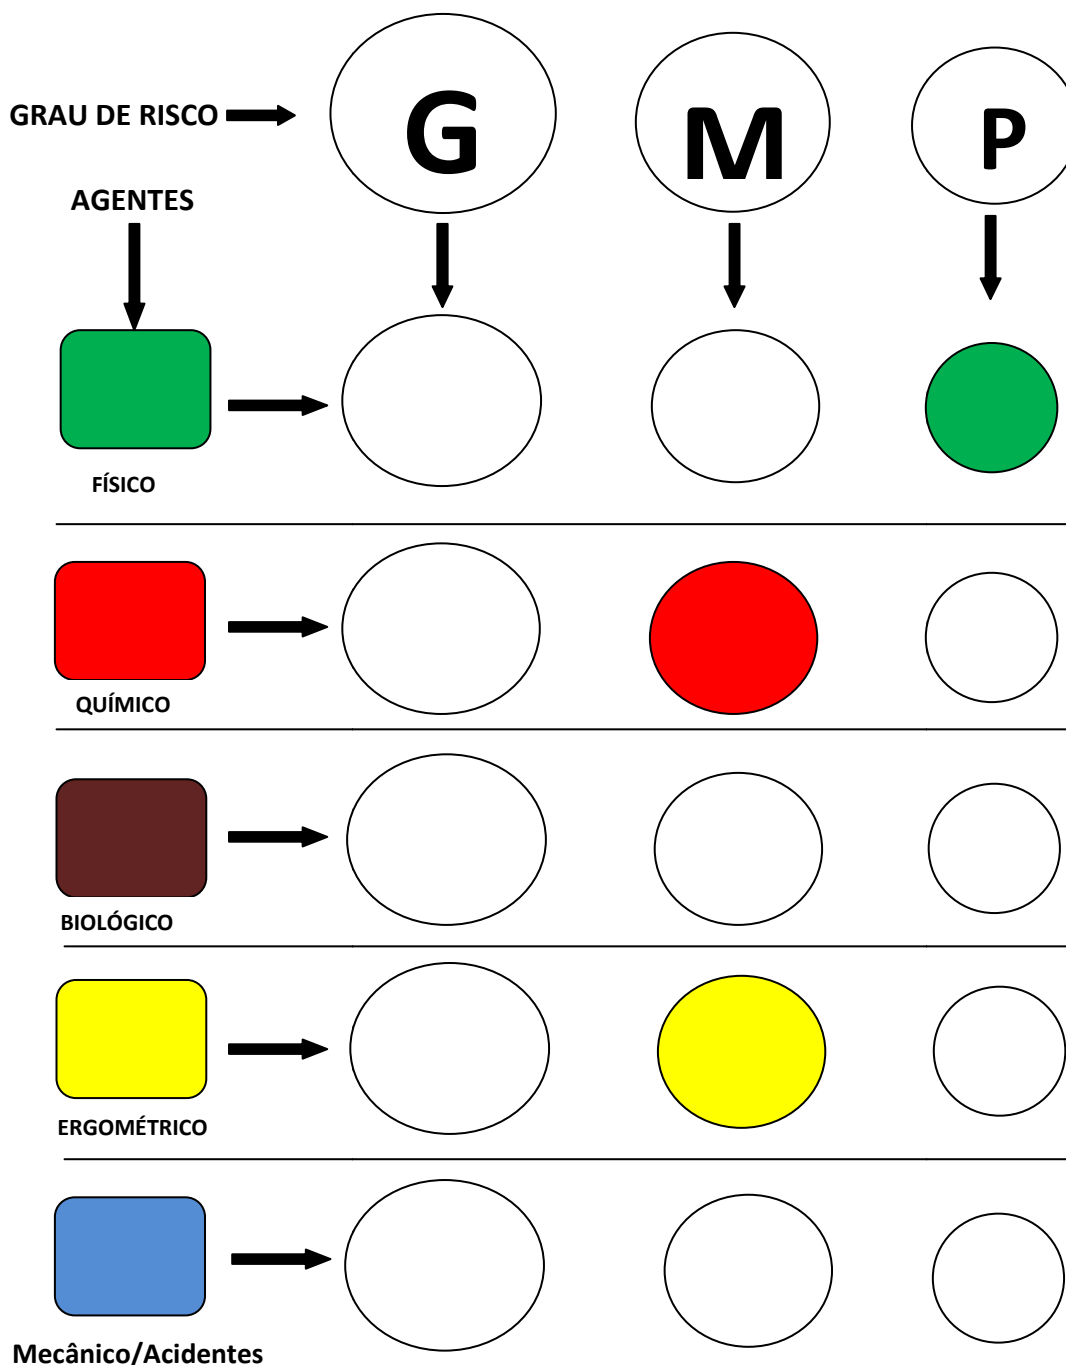 GRAU DE RISCO
G
M
P
AGENTES
FÍSICO
QUÍMICO
BIOLÓGICO
ERGOMÉTRICO
Mecânico/Acidentes